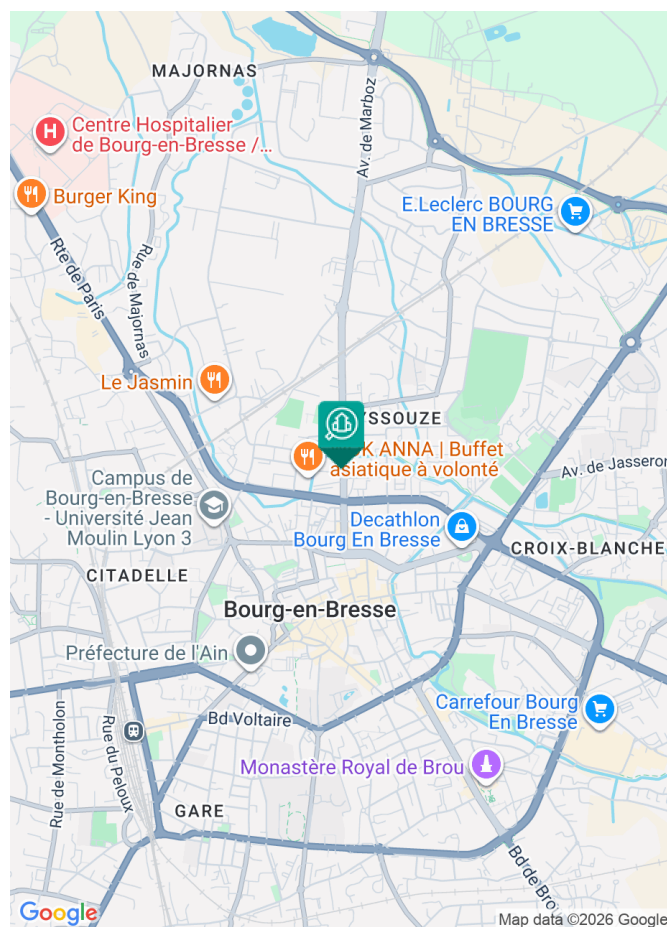 MAJORNAS
Av. de Marboz
Centre Hospitalier
de Bourg-en-Bresse /...
Burger King
E.Leclerc BOURG
EN BRESSE
Rte de Paris
Rue de Majornas
Le Jasmin
YSSOUZE
K ANNA | Buffet
asiatique à volonté
Av. de Jasseron
Campus de
Bourg-en-Bresse
- Université Jean
Moulin Lyon 3
Decathlon
Bourg En Bresse
CROIX-BLANCHE
CITADELLE
Bourg-en-Bresse
Préfecture de l'Ain
Bd Voltaire
Carrefour Bourg
En Bresse
Rue de Montholon
Rue du Peloux
Monastère Royal de Brou
GARE
Bd de Bro
Google
Map data ©2026 Google